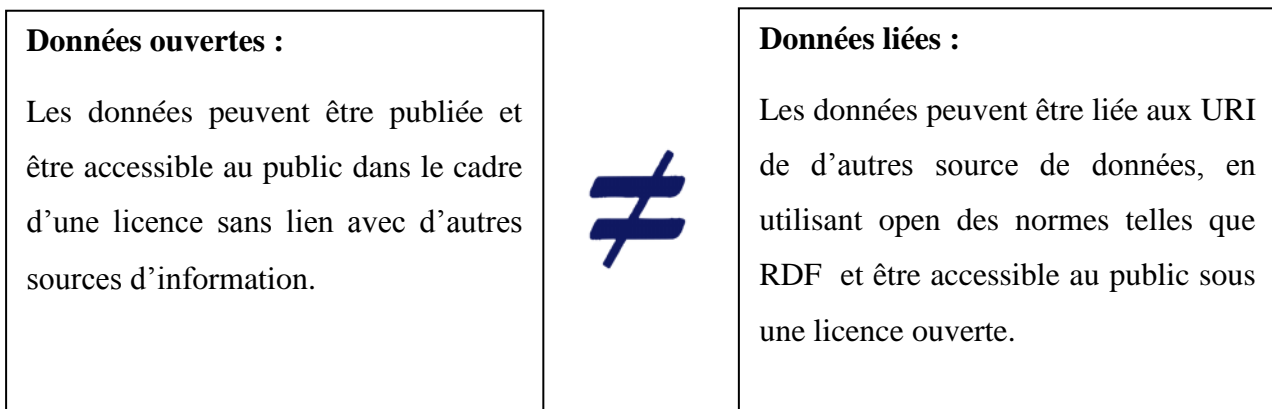 Données ouvertes :
Les données peuvent être publiée et
être accessible au public dans le cadre
d’une licence sans lien avec d’autres
sources d’information.
≠
Données liées :
Les données peuvent être liée aux URI
de d’autres source de données, en
utilisant open des normes telles que
RDF et être accessible au public sous
une licence ouverte.